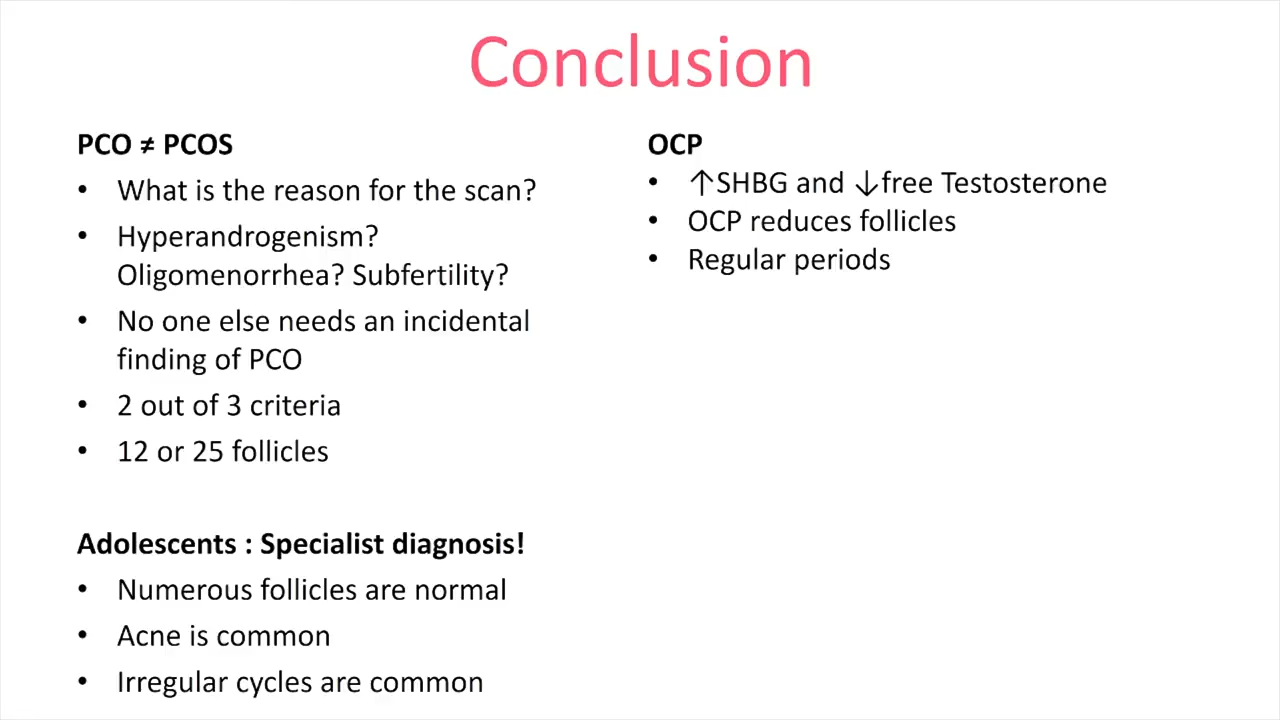 Conclusion
PCO ≠ PCOS
• What is the reason for the scan?
• Hyperandrogenism?
Oligomenorrhea? Subfertility?
• No one else needs an incidental
finding of PCO
• 2 out of 3 criteria
• 12 or 25 follicles
Adolescents : Specialist diagnosis!
• Numerous follicles are normal
• Acne is common
• Irregular cycles are common
OCP
• ↑SHBG and ↓free Testosterone
• OCP reduces follicles
• Regular periods